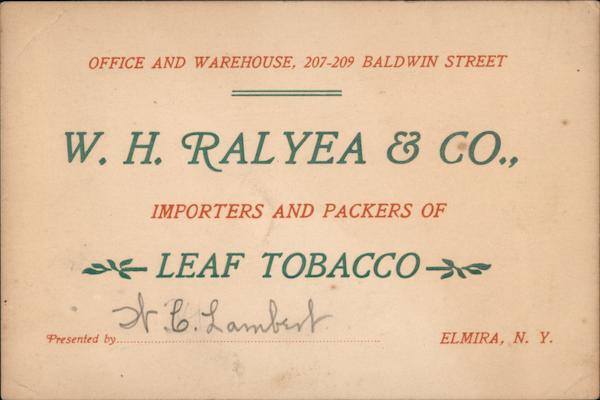 OFFICE AND WAREHOUSE, 207-209 BALDWIN STREET
W. H. RALYEA & CO.,
IMPORTERS AND PACKERS OF
LEAF TOBACCO
Presented by W. C. Lambert
ELMIRA, N. Y.